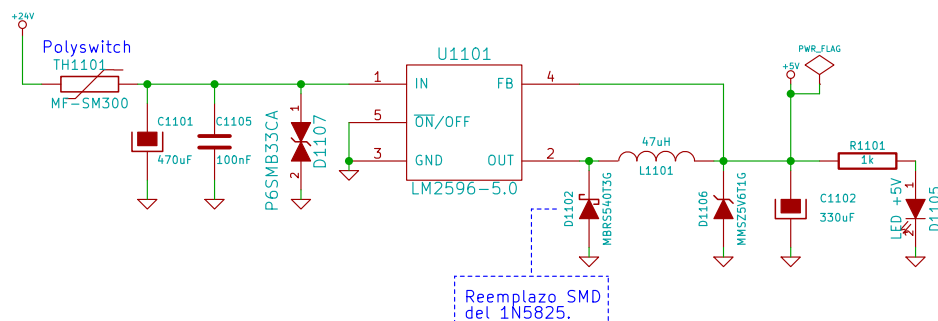 +24V
Polyswitch
TH1101
MF-SM300
C1101
470uF
C1105
100nF
P6SMB33CA
D1107
1
2
U1101
1
IN
FB
4
5
ON/OFF
3
GND
OUT
2
LM2596-5.0
D1102
MBRS540T3G
47uH
L1101
D1106
MMSZ5V6T1G
PWR_FLAG
+5V
C1102
330uF
R1101
1k
LED +5V
1
2
D1105
Reemplazo SMD
del 1N5825.